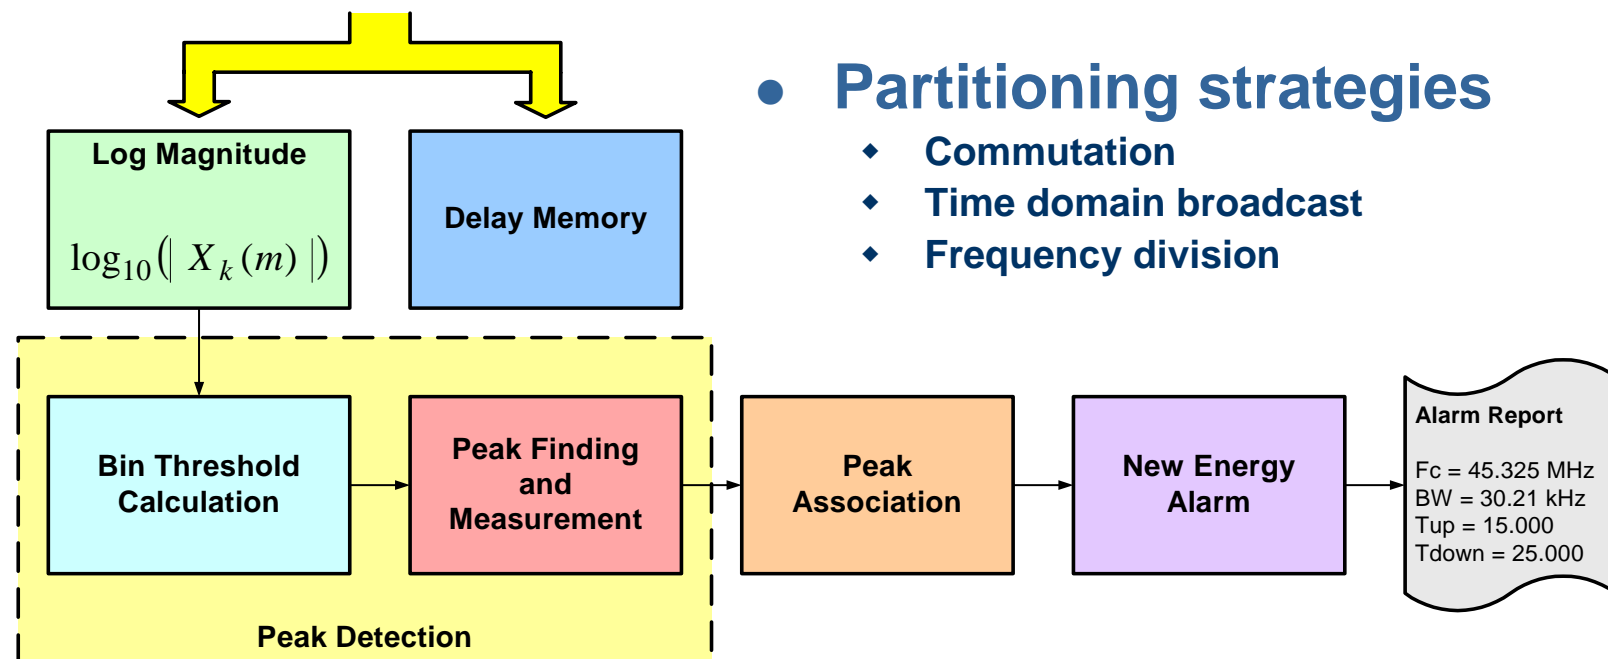 ● Partitioning strategies
◆ Commutation
◆ Time domain broadcast
◆ Frequency division
Log Magnitude
log₁₀(| Xₖ(m) |)
Delay Memory
Bin Threshold
Calculation
Peak Finding
and
Measurement
Peak Detection
Peak
Association
New Energy
Alarm
Alarm Report
Fc = 45.325 MHz
BW = 30.21 kHz
Tup = 15.000
Tdown = 25.000